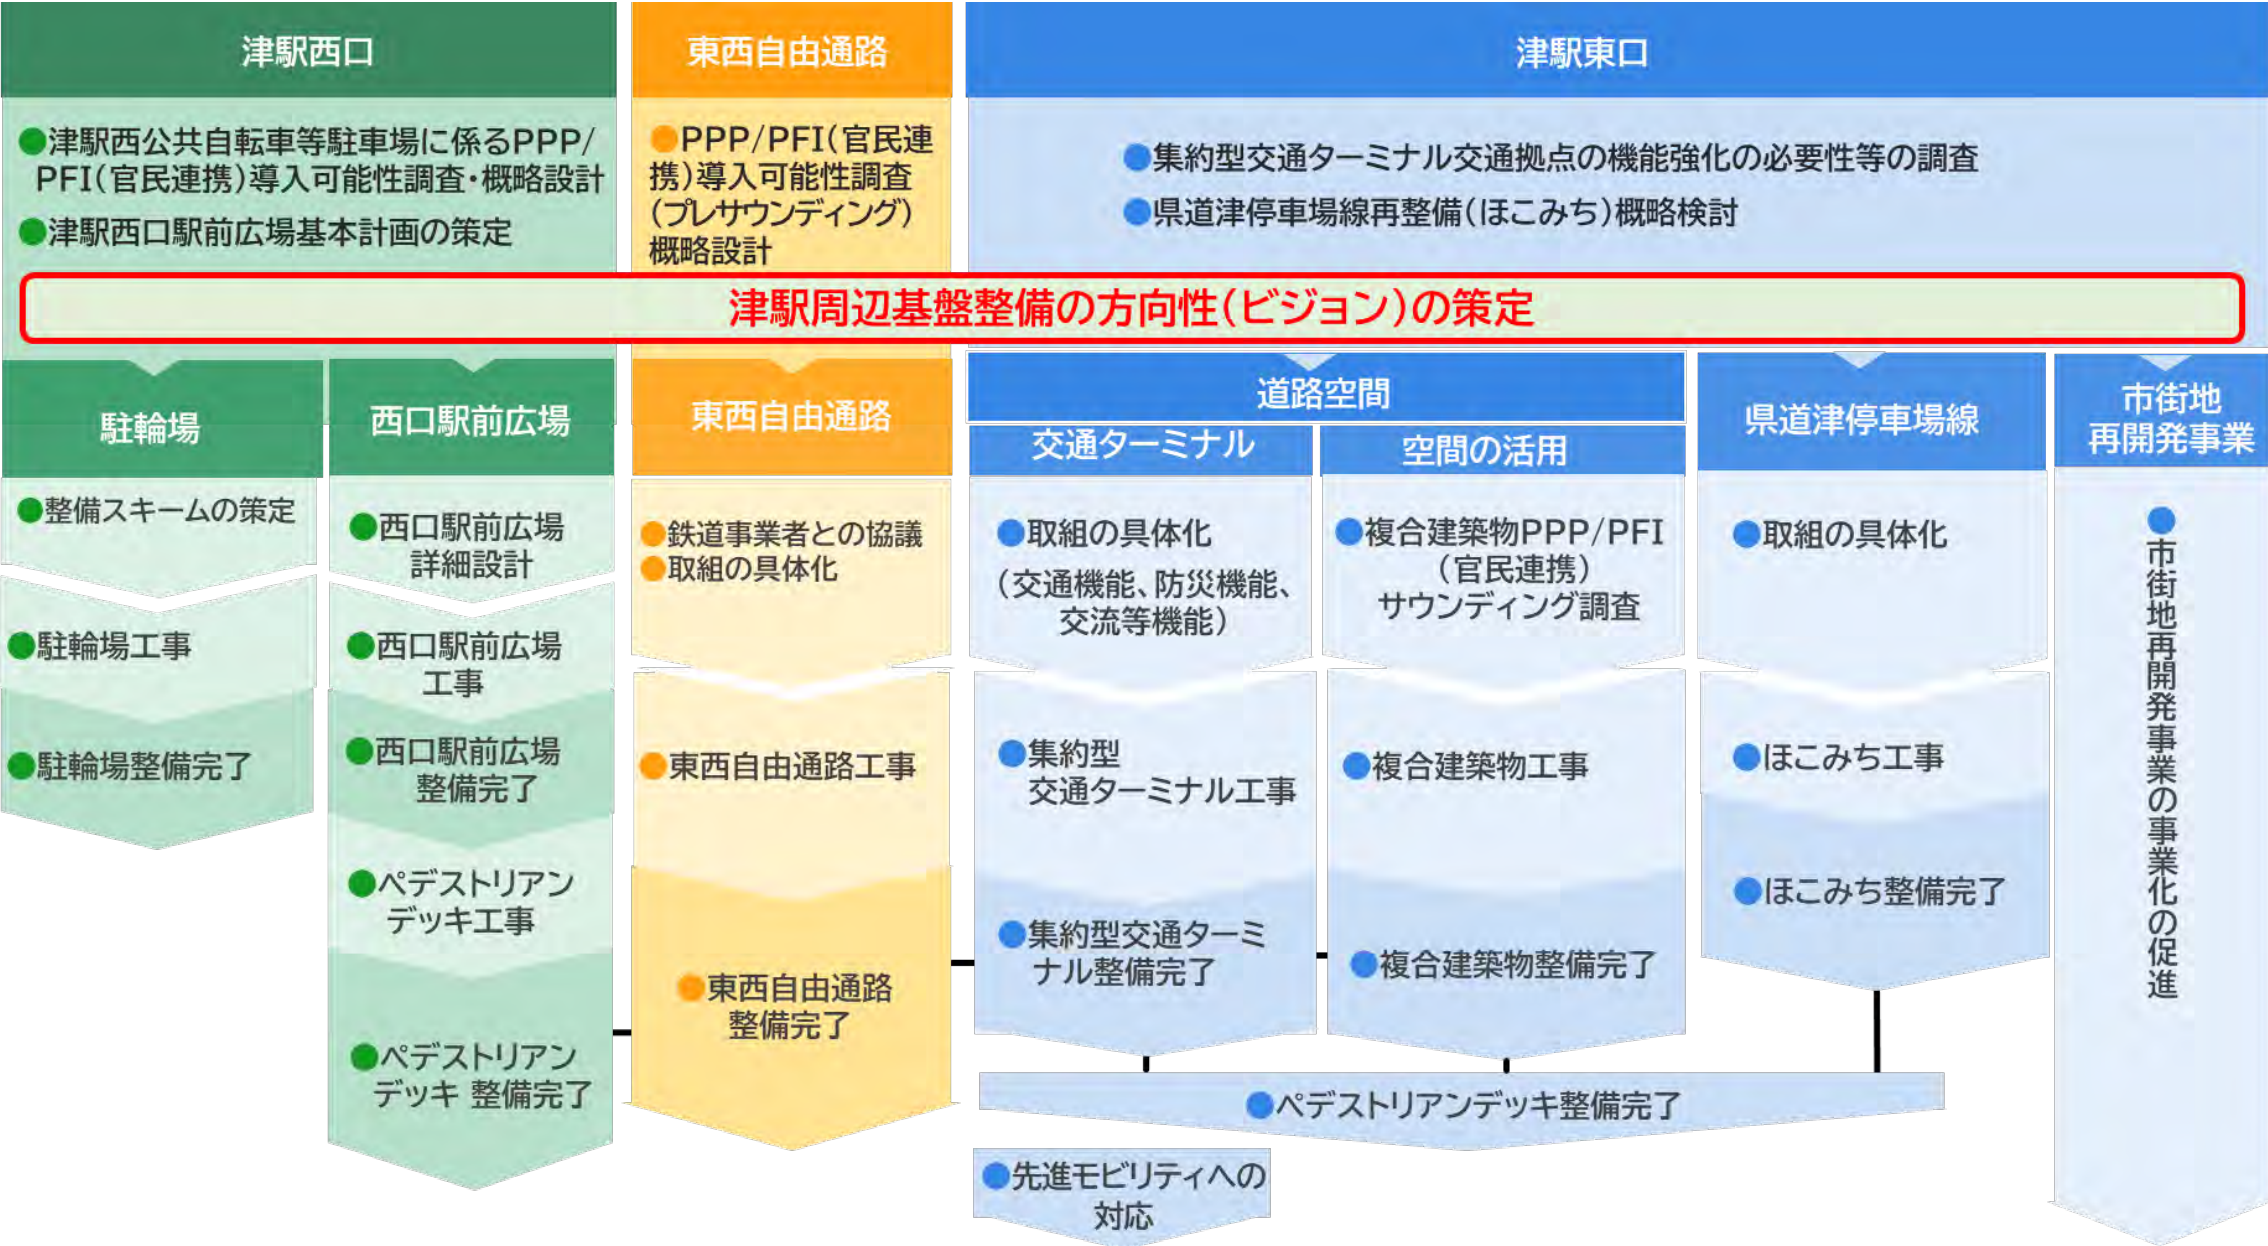 津駅西口
●津駅西公共自転車等駐車場に係るPPP/
PFI(官民連携)導入可能性調査・概略設計
●津駅西口駅前広場基本計画の策定
東西自由通路
●PPP/PFI(官民連
携)導入可能性調査
(プレサウンディング)
概略設計
津駅東口
●集約型交通ターミナル交通拠点の機能強化の必要性等の調査
●県道津停車場線再整備(ほこみち)概略検討
津駅周辺基盤整備の方向性(ビジョン)の策定
駐輪場
●整備スキームの策定
●駐輪場工事
●駐輪場整備完了
西口駅前広場
●西口駅前広場
詳細設計
●西口駅前広場
工事
●西口駅前広場
整備完了
●ペデストリアン
デッキ工事
●ペデストリアン
デッキ 整備完了
東西自由通路
●鉄道事業者との協議
●取組の具体化
●東西自由通路工事
●東西自由通路
整備完了
道路空間
交通ターミナル
●取組の具体化
(交通機能、防災機能、
交流等機能)
●集約型
交通ターミナル工事
●集約型交通ターミ
ナル整備完了
空間の活用
●複合建築物PPP/PFI
(官民連携)
サウンディング調査
●複合建築物工事
●複合建築物整備完了
県道津停車場線
●取組の具体化
●ほこみち工事
●ほこみち整備完了
●ペデストリアンデッキ整備完了
●先進モビリティへの
対応
市街地
再開発事業
●市街地再開発事業の事業化の促進